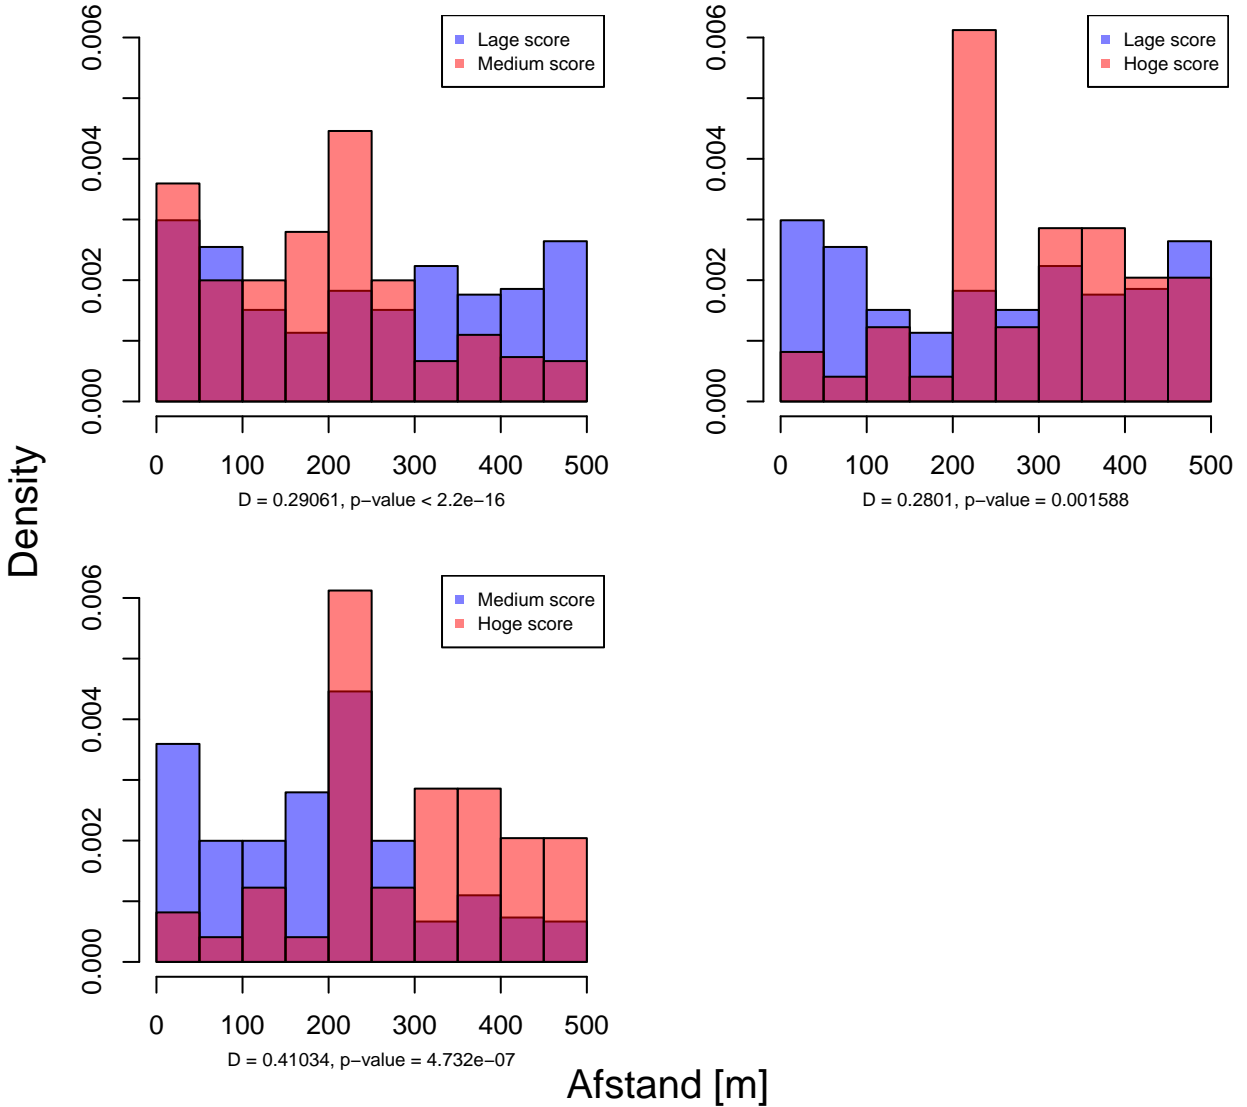 Density
0.000 0.002 0.004 0.006
Lage score
Medium score
0 100 200 300 400 500
D = 0.29061, p−value < 2.2e−16
0.000 0.002 0.004 0.006
Lage score
Hoge score
0 100 200 300 400 500
D = 0.2801, p−value = 0.001588
0.000 0.002 0.004 0.006
Medium score
Hoge score
0 100 200 300 400 500
D = 0.41034, p−value = 4.732e−07
Afstand [m]